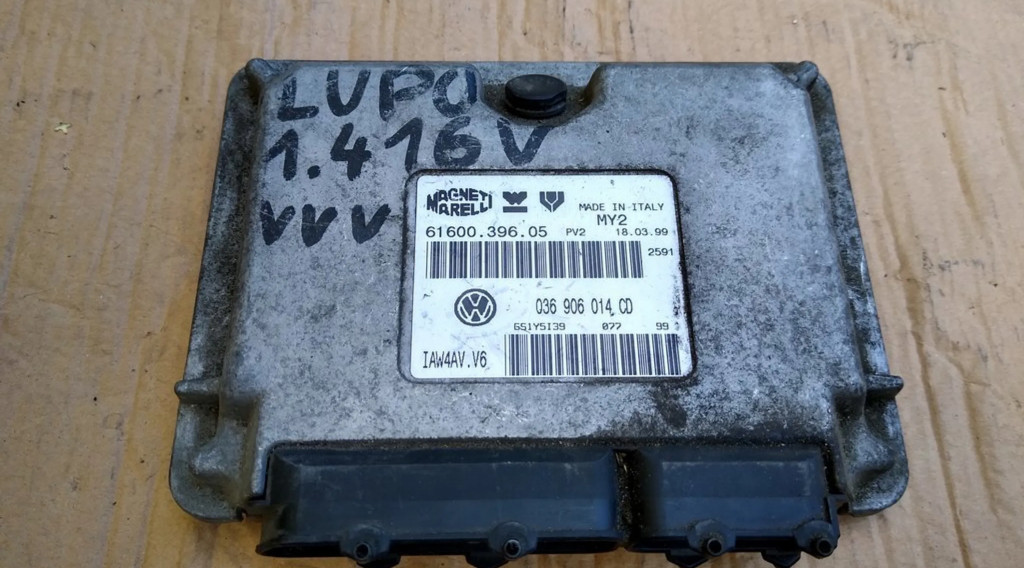 LUPO
1.4 16V
VVV
MAGNETI MARELLI MADE IN ITALY
MY2
61600.396.05 PV2 18.03.99
2591
036 906 014 CD
6S1Y5I39 077 99
IAW4AV.V6